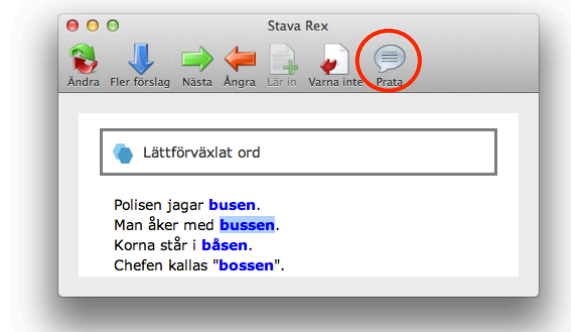 Stava Rex
Ändra Fler förslag Nästa Ångra Lär in Varna inte Prata
Lättförväxlat ord
Polisen jagar busen.
Man åker med bussen.
Korna står i båsen.
Chefen kallas "bossen".